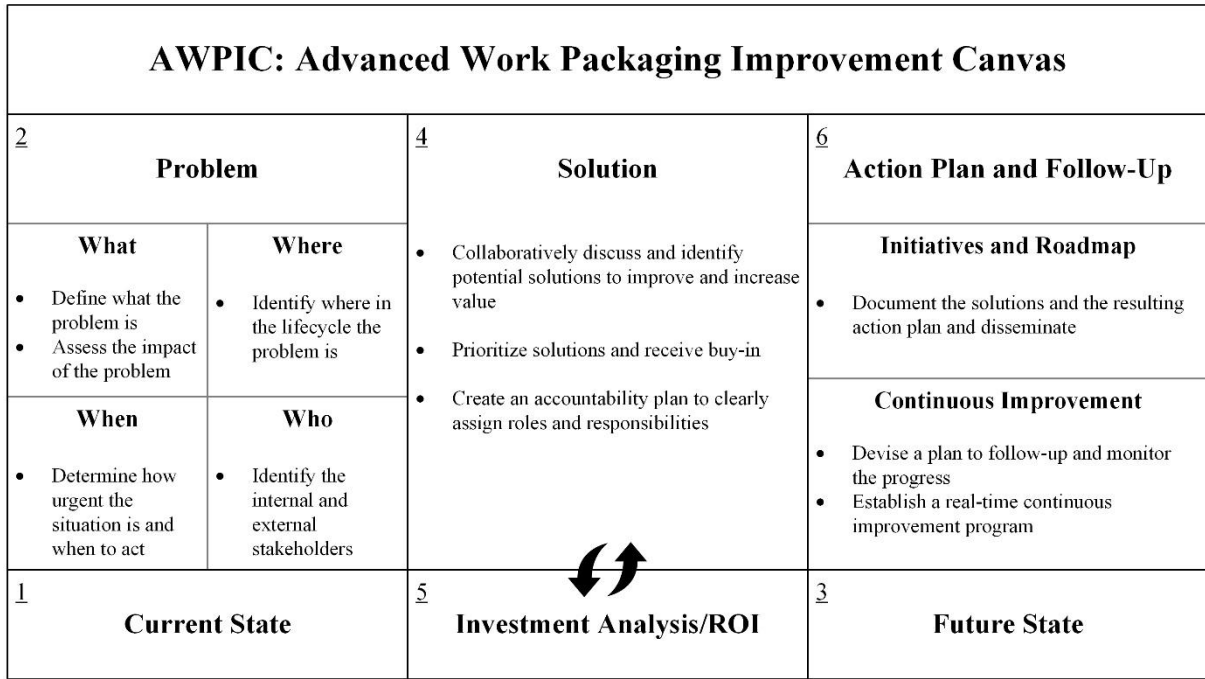 AWPIC: Advanced Work Packaging Improvement Canvas
2
Problem
What
• Define what the
problem is
• Assess the impact
of the problem
Where
• Identify where in
the lifecycle the
problem is
When
• Determine how
urgent the
situation is and
when to act
Who
• Identify the
internal and
external
stakeholders
4
Solution
• Collaboratively discuss and identify
potential solutions to improve and increase
value
• Prioritize solutions and receive buy-in
• Create an accountability plan to clearly
assign roles and responsibilities
6
Action Plan and Follow-Up
Initiatives and Roadmap
• Document the solutions and the resulting
action plan and disseminate
Continuous Improvement
• Devise a plan to follow-up and monitor
the progress
• Establish a real-time continuous
improvement program
1
Current State
5
Investment Analysis/ROI
3
Future State